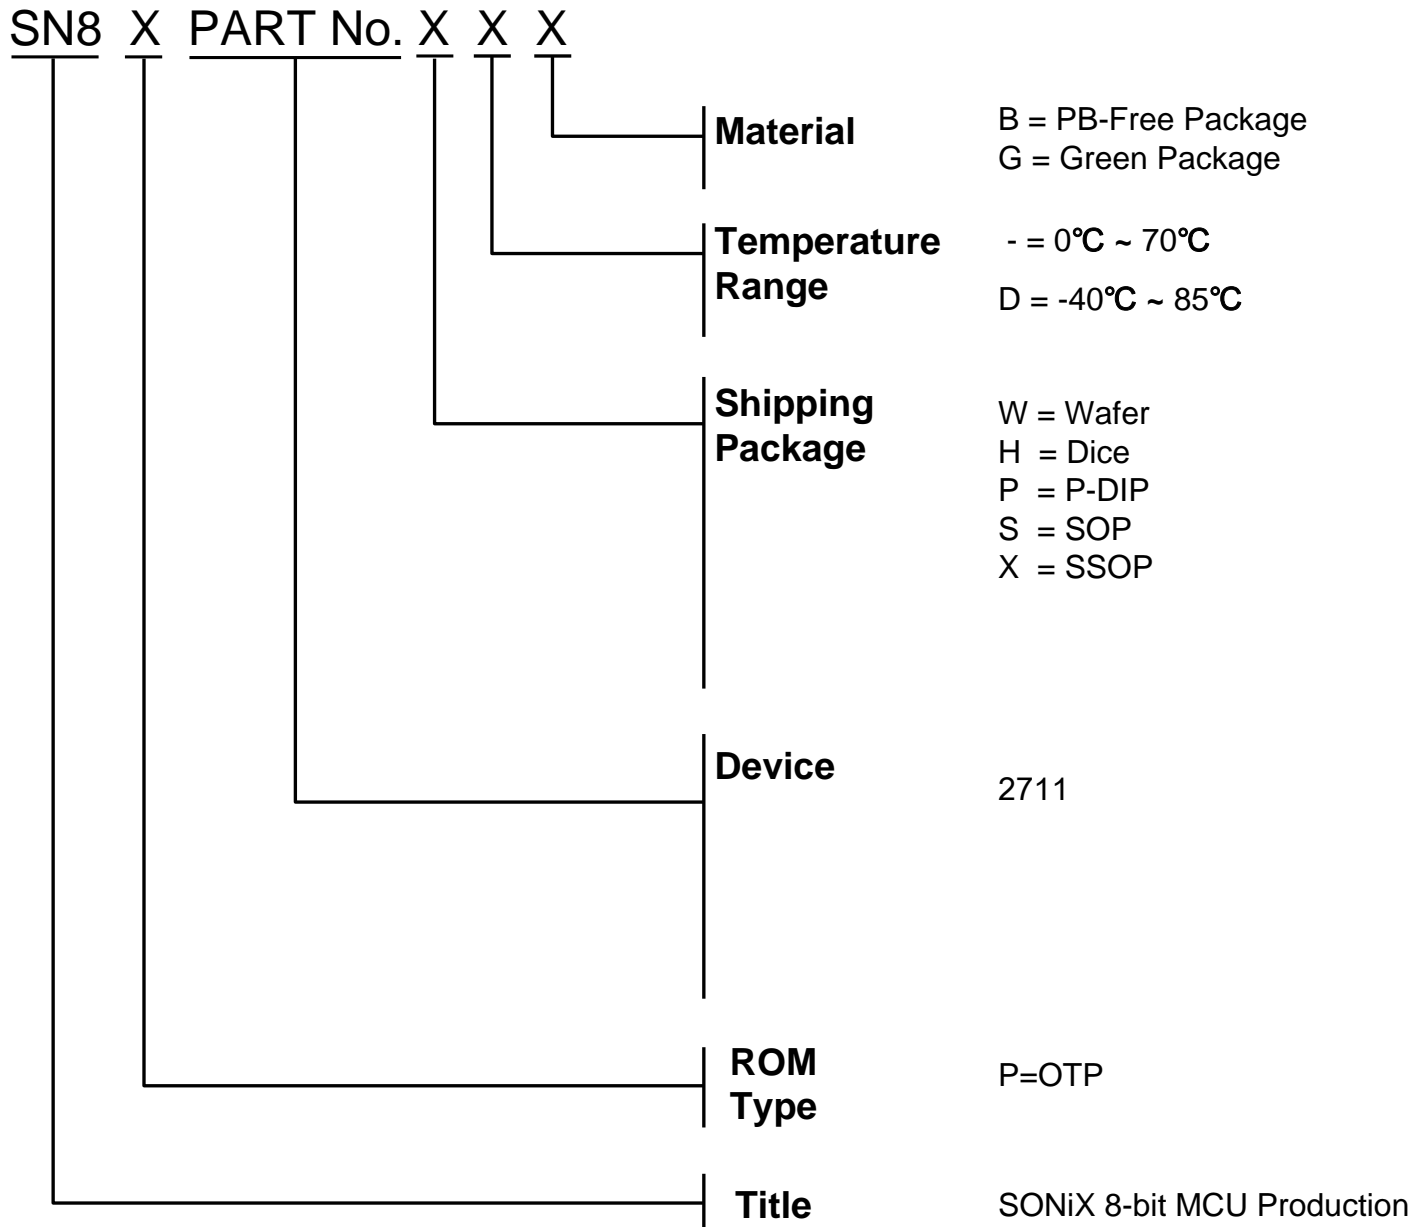 SN8 X PART No. X X X
Material
B = PB-Free Package
G = Green Package
Temperature
Range
- = 0℃ ~ 70℃
D = -40℃ ~ 85℃
Shipping
Package
W = Wafer
H = Dice
P = P-DIP
S = SOP
X = SSOP
Device
2711
ROM
Type
P=OTP
Title
SONiX 8-bit MCU Production